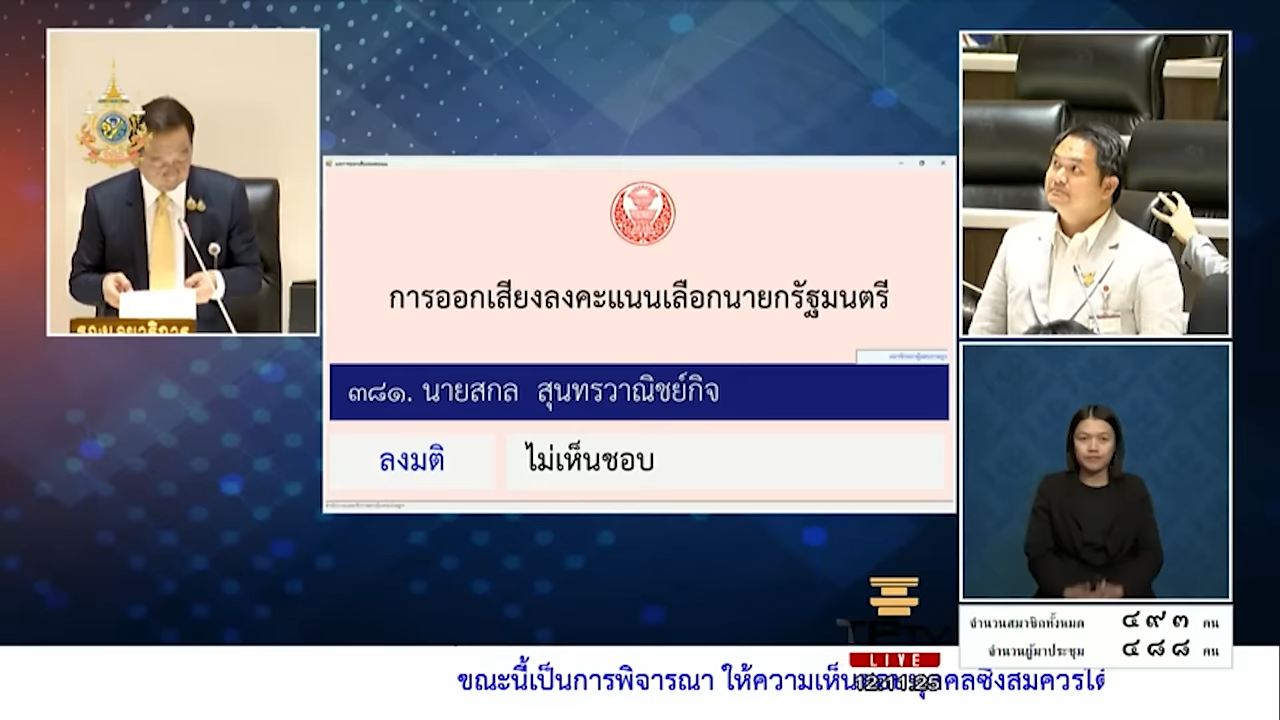 การออกเสียงลงคะแนนเลือกนายกรัฐมนตรี
๓๘๑. นายสกล สุนทรวาณิชย์กิจ
ลงมติ ไม่เห็นชอบ
จำนวนสมาชิกทั้งหมด ๔๙๓ คน
จำนวนผู้มาประชุม ๔๘๘ คน
TPTV
LIVE
ขณะนี้เป็นการพิจารณา ให้ความเห็นชอบบุคคลซึ่งสมควรได้